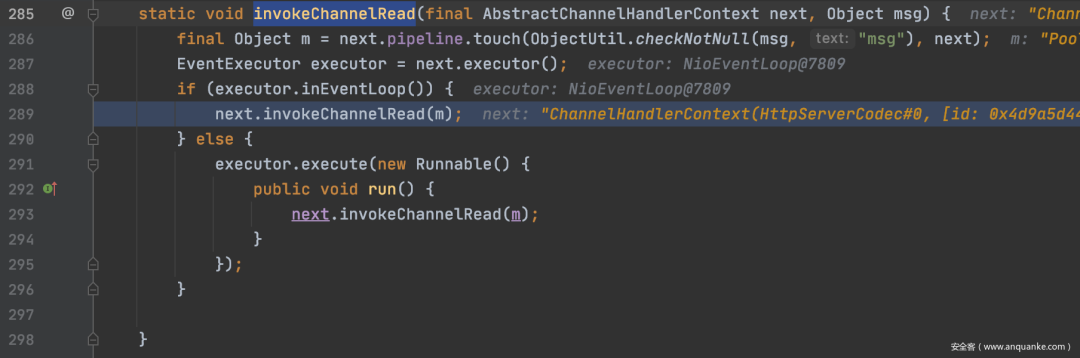 285 @ static void invokeChannelRead(final AbstractChannelHandlerContext next, Object msg) { next: "Chann
286 final Object m = next.pipeline.touch(ObjectUtil.checkNotNull(msg, text: "msg"), next); m: "Poo
287 EventExecutor executor = next.executor(); executor: NioEventLoop@7809
288 if (executor.inEventLoop()) { executor: NioEventLoop@7809
289 next.invokeChannelRead(m); next: "ChannelHandlerContext(HttpServerCodec#0, [id: 0x4d9a5d44
290 } else {
291 executor.execute(new Runnable() {
292 public void run() {
293 next.invokeChannelRead(m);
294 }
295 });
296 }
297
298 }
安全客（www.anquanke.com）